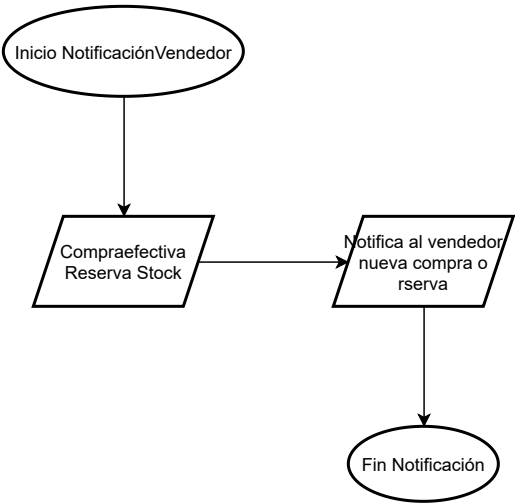 Inicio NotificaciónVendedor
Compraefectiva
Reserva Stock
Notifica al vendedor
nueva compra o
rserva
Fin Notificación